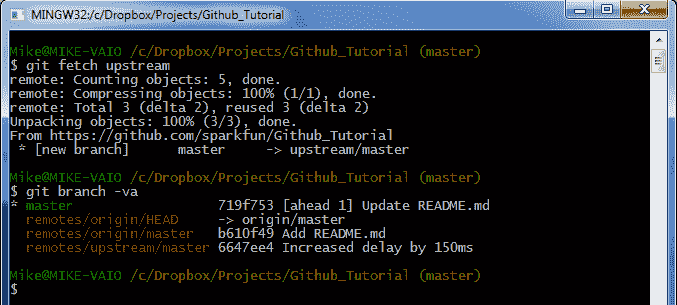 MINGW32:/c/Dropbox/Projects/Github_Tutorial
Mike@MIKE-VAIO /c/Dropbox/Projects/Github_Tutorial (master)
$ git fetch upstream
remote: Counting objects: 5, done.
remote: Compressing objects: 100% (1/1), done.
remote: Total 3 (delta 2), reused 3 (delta 2)
Unpacking objects: 100% (3/3), done.
From https://github.com/sparkfun/Github_Tutorial
 * [new branch]      master     -> upstream/master
Mike@MIKE-VAIO /c/Dropbox/Projects/Github_Tutorial (master)
$ git branch -va
* master                  719f753 [ahead 1] Update README.md
  remotes/origin/HEAD     -> origin/master
  remotes/origin/master   b610f49 Add README.md
  remotes/upstream/master 6647ee4 Increased delay by 150ms
Mike@MIKE-VAIO /c/Dropbox/Projects/Github_Tutorial (master)
$